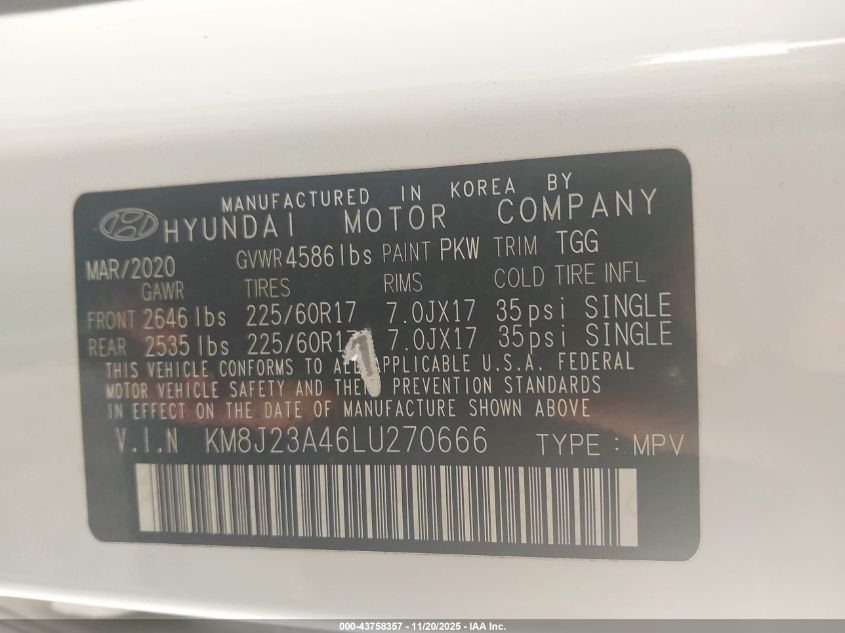 MANUFACTURED IN KOREA BY
HYUNDAI MOTOR COMPANY
MAR/2020 GVWR 4586 lbs PAINT PKW TRIM TGG
GAWR TIRES RIMS COLD TIRE INFL
FRONT 2646 lbs 225/60R17 7.0JX17 35psi SINGLE
REAR 2535 lbs 225/60R17 7.0JX17 35psi SINGLE
THIS VEHICLE CONFORMS TO ALL APPLICABLE U.S.A. FEDERAL
MOTOR VEHICLE SAFETY AND THEFT PREVENTION STANDARDS
IN EFFECT ON THE DATE OF MANUFACTURE SHOWN ABOVE
V.I.N KM8J23A46LU270666 TYPE : MPV
000-43758357 - 11/20/2025 - IAA Inc.